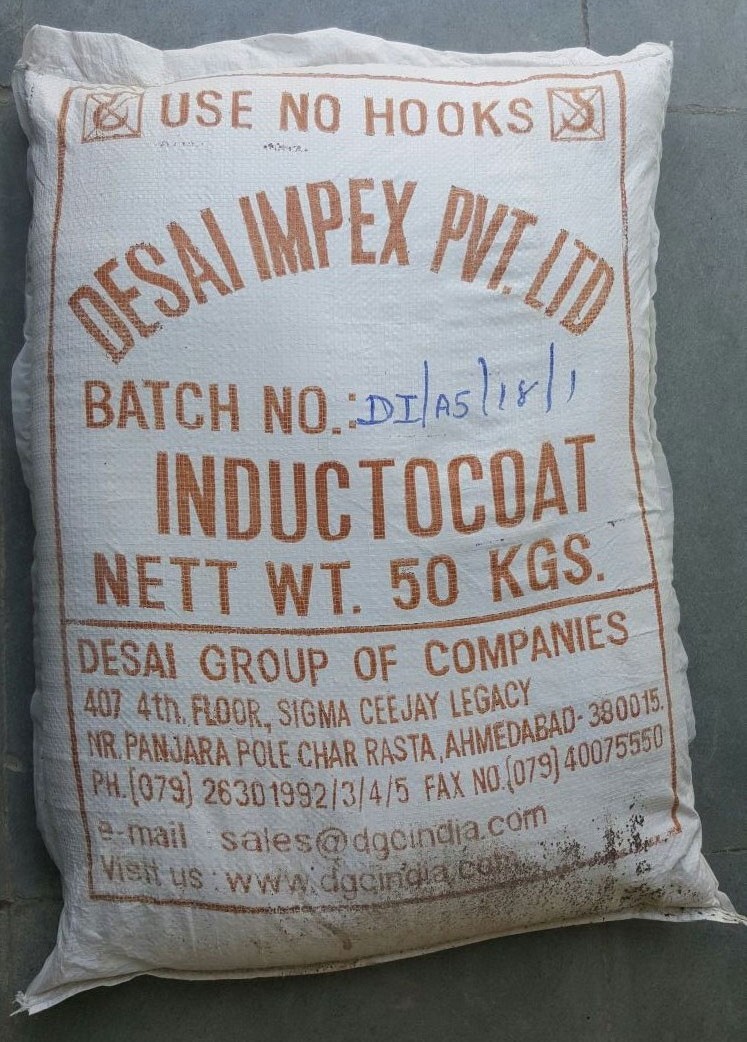 USE NO HOOKS
DESAI IMPEX PVT. LTD
BATCH NO.: DI/A5/18/1
INDUCTOCOAT
NETT WT. 50 KGS.
DESAI GROUP OF COMPANIES
407 4th. FLOOR, SIGMA CEEJAY LEGACY
NR. PANJARA POLE CHAR RASTA, AHMEDABAD- 380015.
PH.(079) 26301992/3/4/5 FAX NO.(079) 40075550
e-mail sales@dgcindia.com
Visit us : www.dgcindia.com